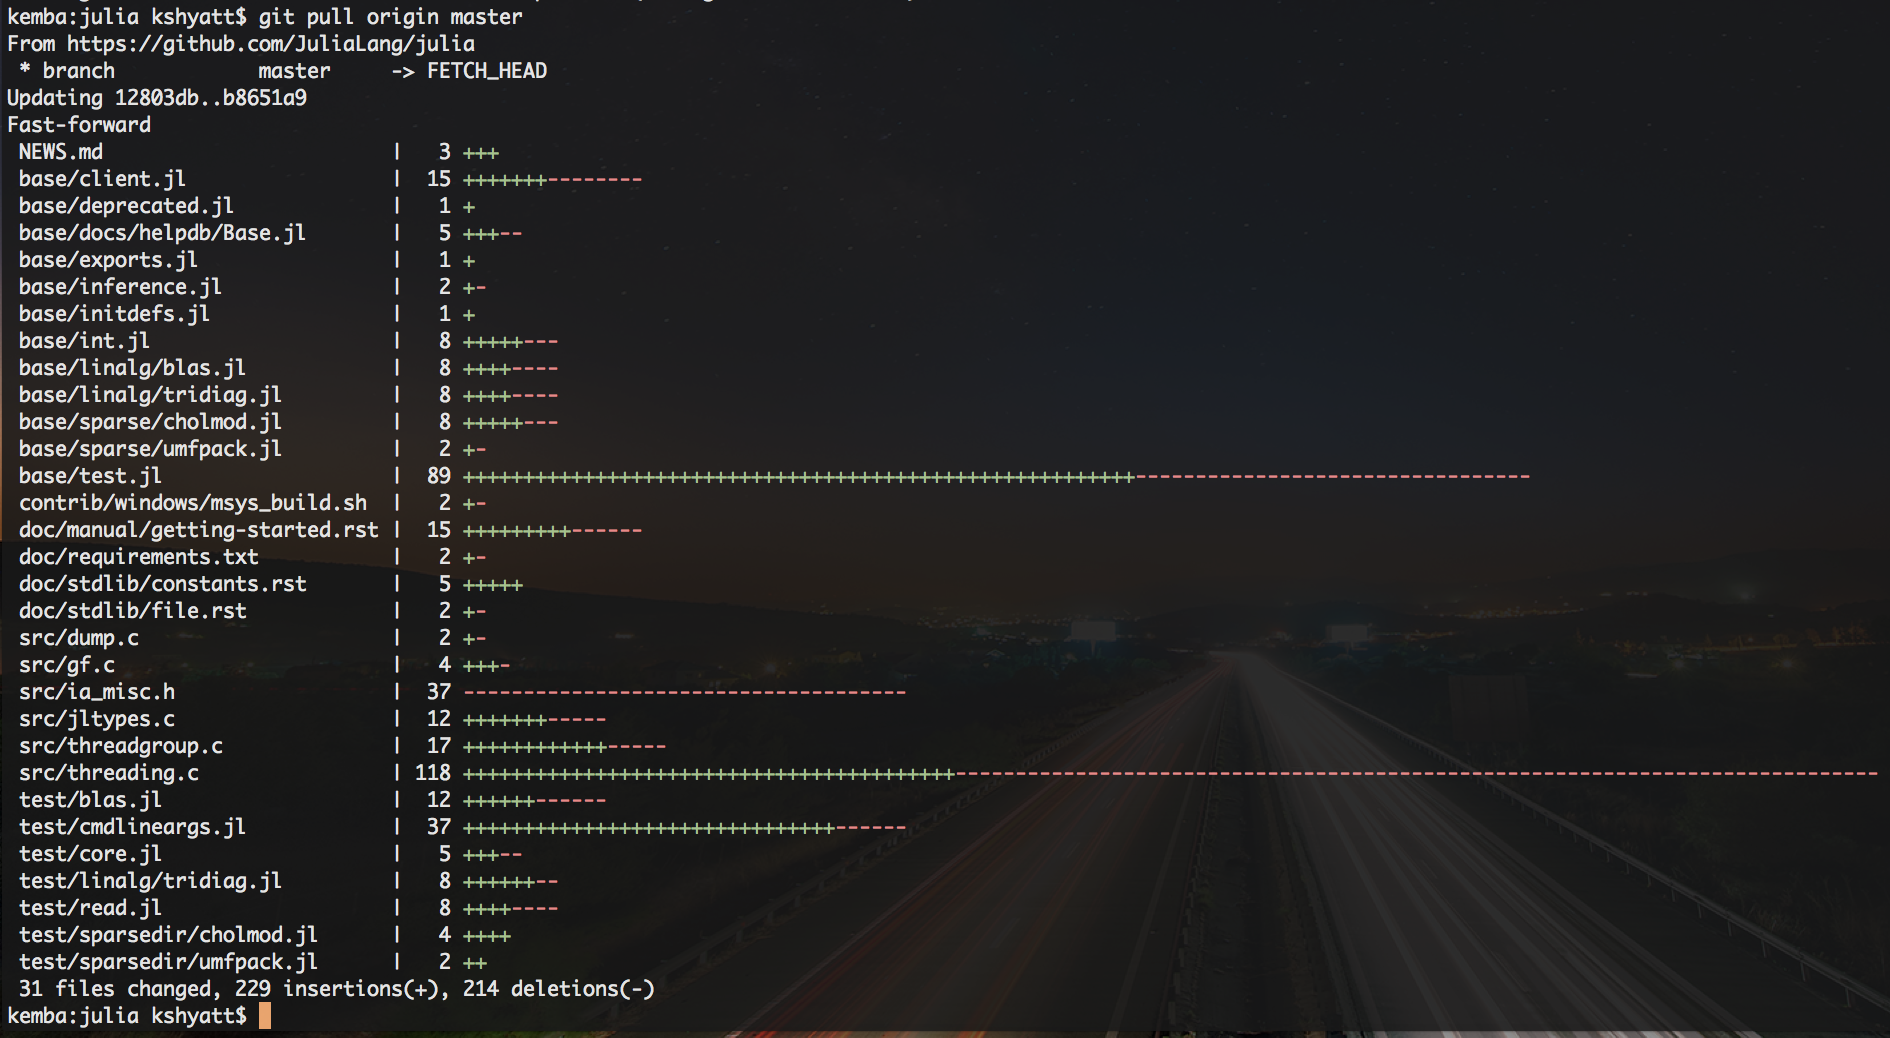 kemba:julia kshyatt$ git pull origin master
From https://github.com/JuliaLang/julia
 * branch            master     -> FETCH_HEAD
Updating 12803db..b8651a9
Fast-forward
 NEWS.md                        |   3 +++
 base/client.jl                 |  15 +++++++--------
 base/deprecated.jl             |   1 +
 base/docs/helpdb/Base.jl       |   5 +++--
 base/exports.jl                |   1 +
 base/inference.jl              |   2 +-
 base/initdefs.jl               |   1 +
 base/int.jl                    |   8 +++++---
 base/linalg/blas.jl            |   8 ++++----
 base/linalg/tridiag.jl         |   8 ++++----
 base/sparse/cholmod.jl         |   8 +++++---
 base/sparse/umfpack.jl         |   2 +-
 base/test.jl                   |  89 ++++++++++++++++++++++++++++++++++++++++++++++++++++++++---------------------------------
 contrib/windows/msys_build.sh  |   2 +-
 doc/manual/getting-started.rst |  15 +++++++++------
 doc/requirements.txt           |   2 +-
 doc/stdlib/constants.rst       |   5 +++++
 doc/stdlib/file.rst            |   2 +-
 src/dump.c                     |   2 +-
 src/gf.c                       |   4 +++-
 src/ia_misc.h                  |  37 -------------------------------------
 src/jltypes.c                  |  12 +++++++-----
 src/threadgroup.c              |  17 ++++++++++++-----
 src/threading.c                | 118 +++++++++++++++++++++++++++++++++++++++++-----------------------------------------------------------------------------
 test/blas.jl                   |  12 ++++++------
 test/cmdlineargs.jl            |  37 +++++++++++++++++++++++++++++++------
 test/core.jl                   |   5 +++--
 test/linalg/tridiag.jl         |   8 ++++++--
 test/read.jl                   |   8 ++++----
 test/sparsedir/cholmod.jl      |   4 ++++
 test/sparsedir/umfpack.jl      |   2 ++
 31 files changed, 229 insertions(+), 214 deletions(-)
kemba:julia kshyatt$